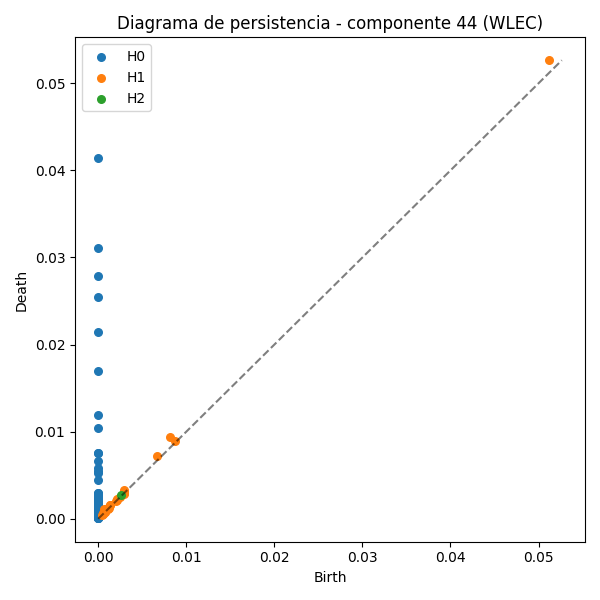 Diagrama de persistencia - componente 44 (WLEC)
H0
H1
H2
0.05
0.04
0.03
0.02
0.01
0.00
Death
0.00 0.01 0.02 0.03 0.04 0.05
Birth